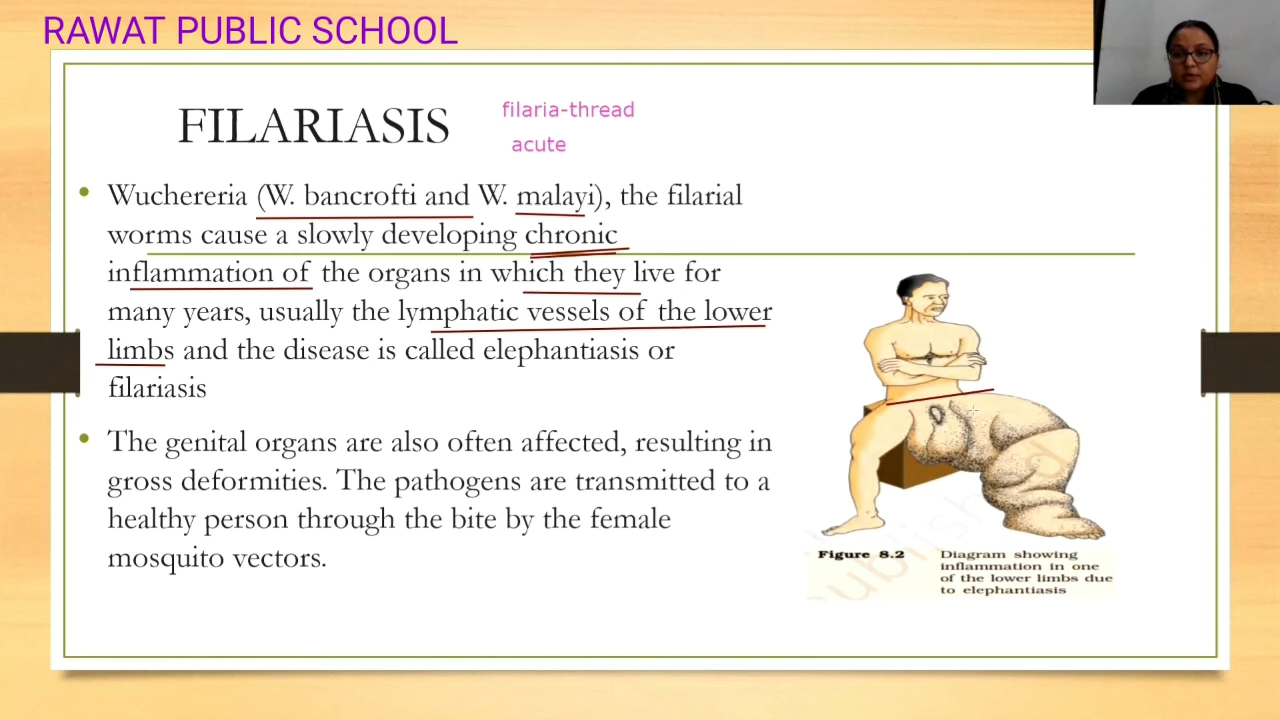 RAWAT PUBLIC SCHOOL
FILARIASIS
filaria-thread
acute
• Wuchereria (W. bancrofti and W. malayi), the filarial
worms cause a slowly developing chronic
inflammation of the organs in which they live for
many years, usually the lymphatic vessels of the lower
limbs and the disease is called elephantiasis or
filariasis
• The genital organs are also often affected, resulting in
gross deformities. The pathogens are transmitted to a
healthy person through the bite by the female
mosquito vectors.
Figure 8.2
Diagram showing
inflammation in one
of the lower limbs due
to elephantiasis